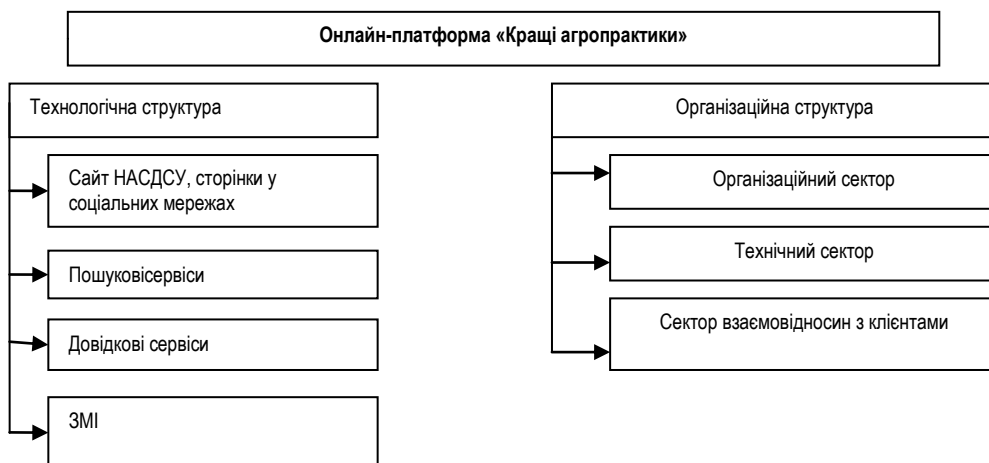 Онлайн-платформа «Кращі агропрактики»
Технологічна структура
Сайт НАСДСУ, сторінки у
соціальних мережах
Пошуковісервіси
Довідкові сервіси
ЗМІ
Організаційна структура
Організаційний сектор
Технічний сектор
Сектор взаємовідносин з клієнтами